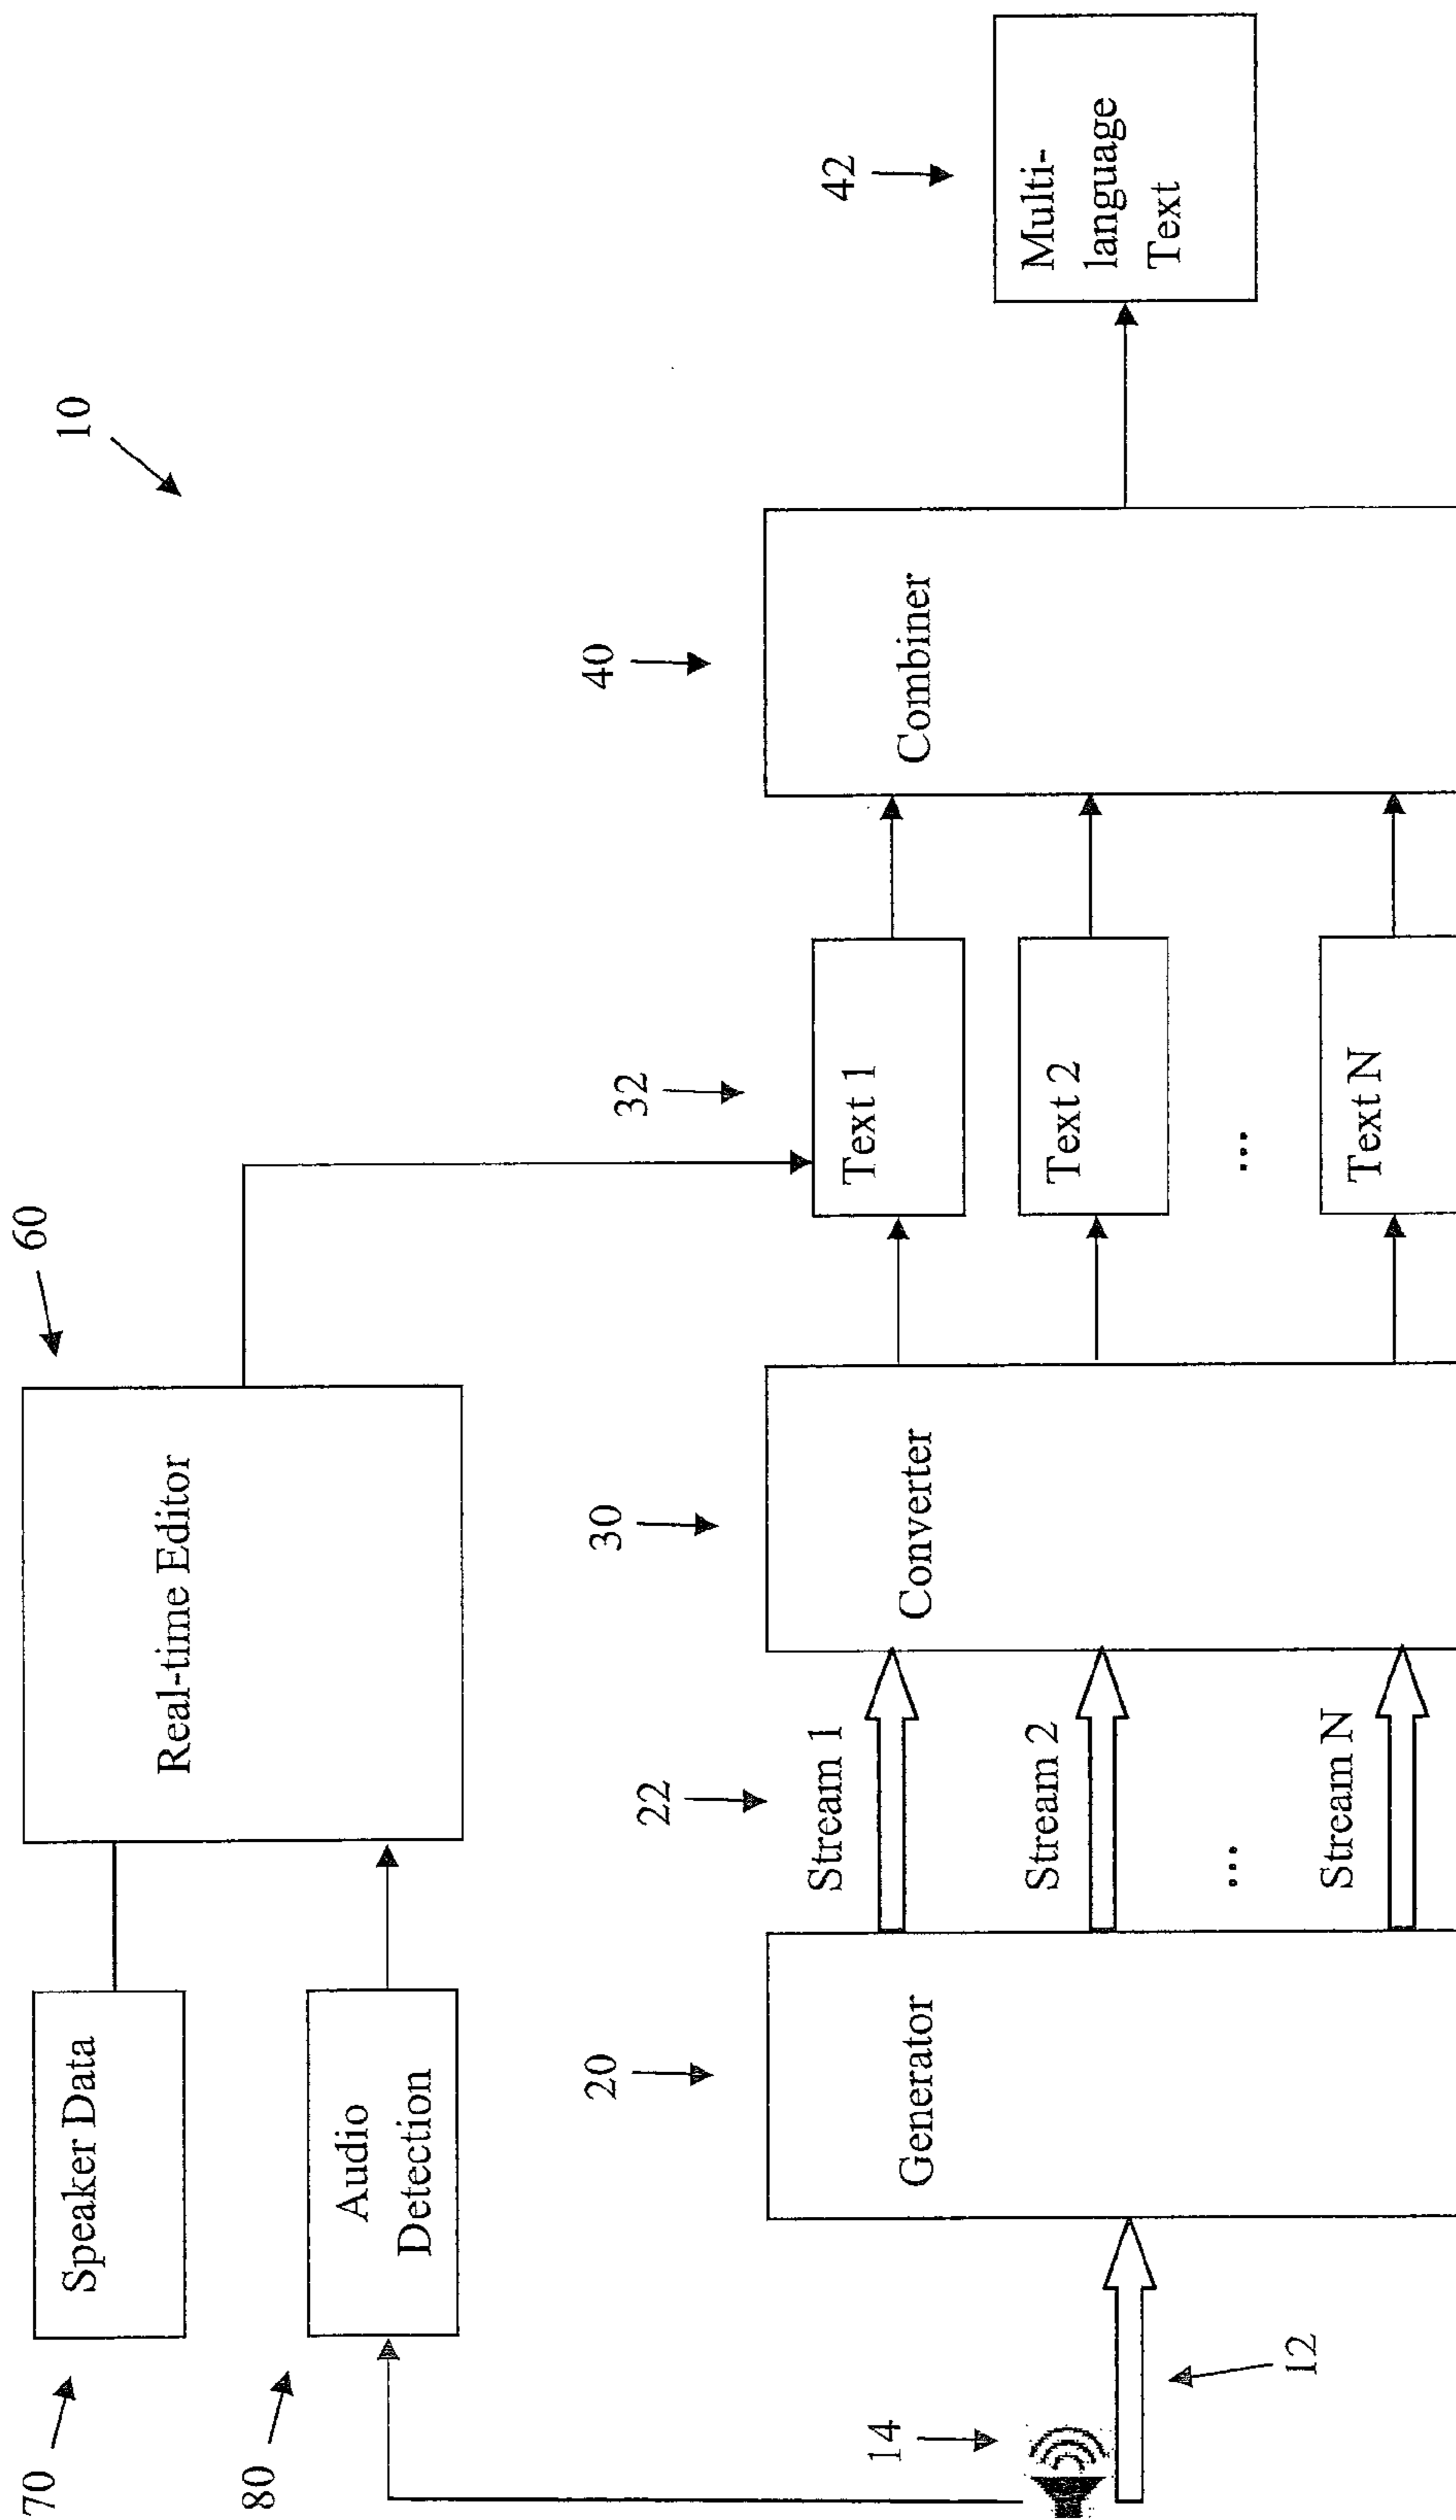 10
60
70
Speaker Data
Real-time Editor
80
Audio
Detection
14
12
20
Generator
22
Stream 1
Stream 2
...
Stream N
30
Converter
32
Text 1
Text 2
...
Text N
40
Combiner
42
Multi-
language
Text